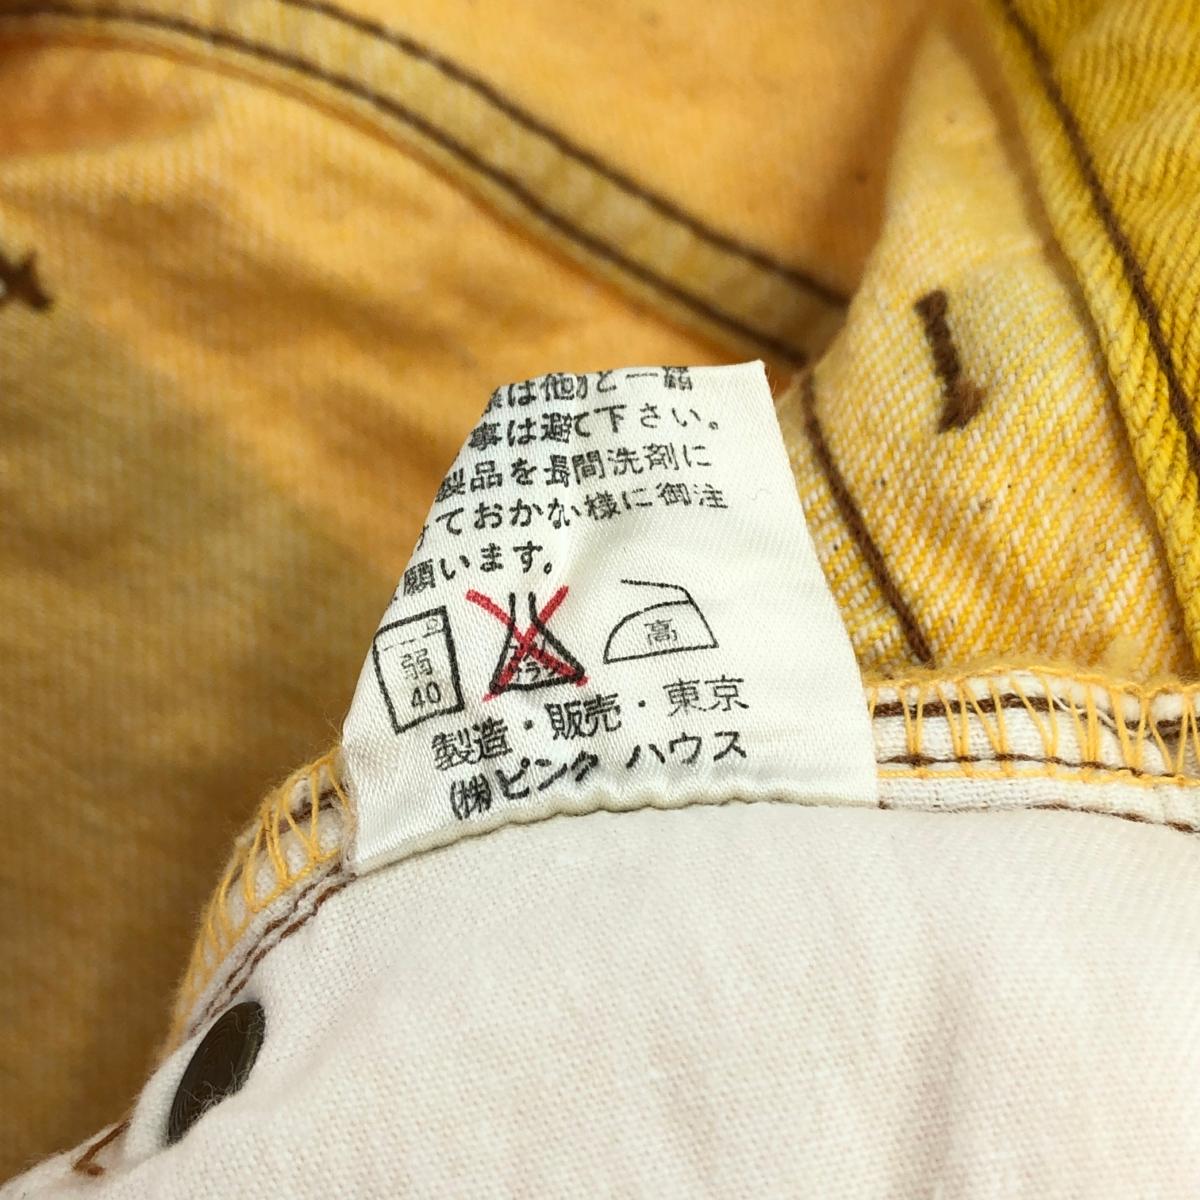 は他と一緒
事は避て下さい。
製品を長間洗剤に
ておかない様に御注
願います。
弱
40
高
製造・販売・東京
(株)ピンク ハウス